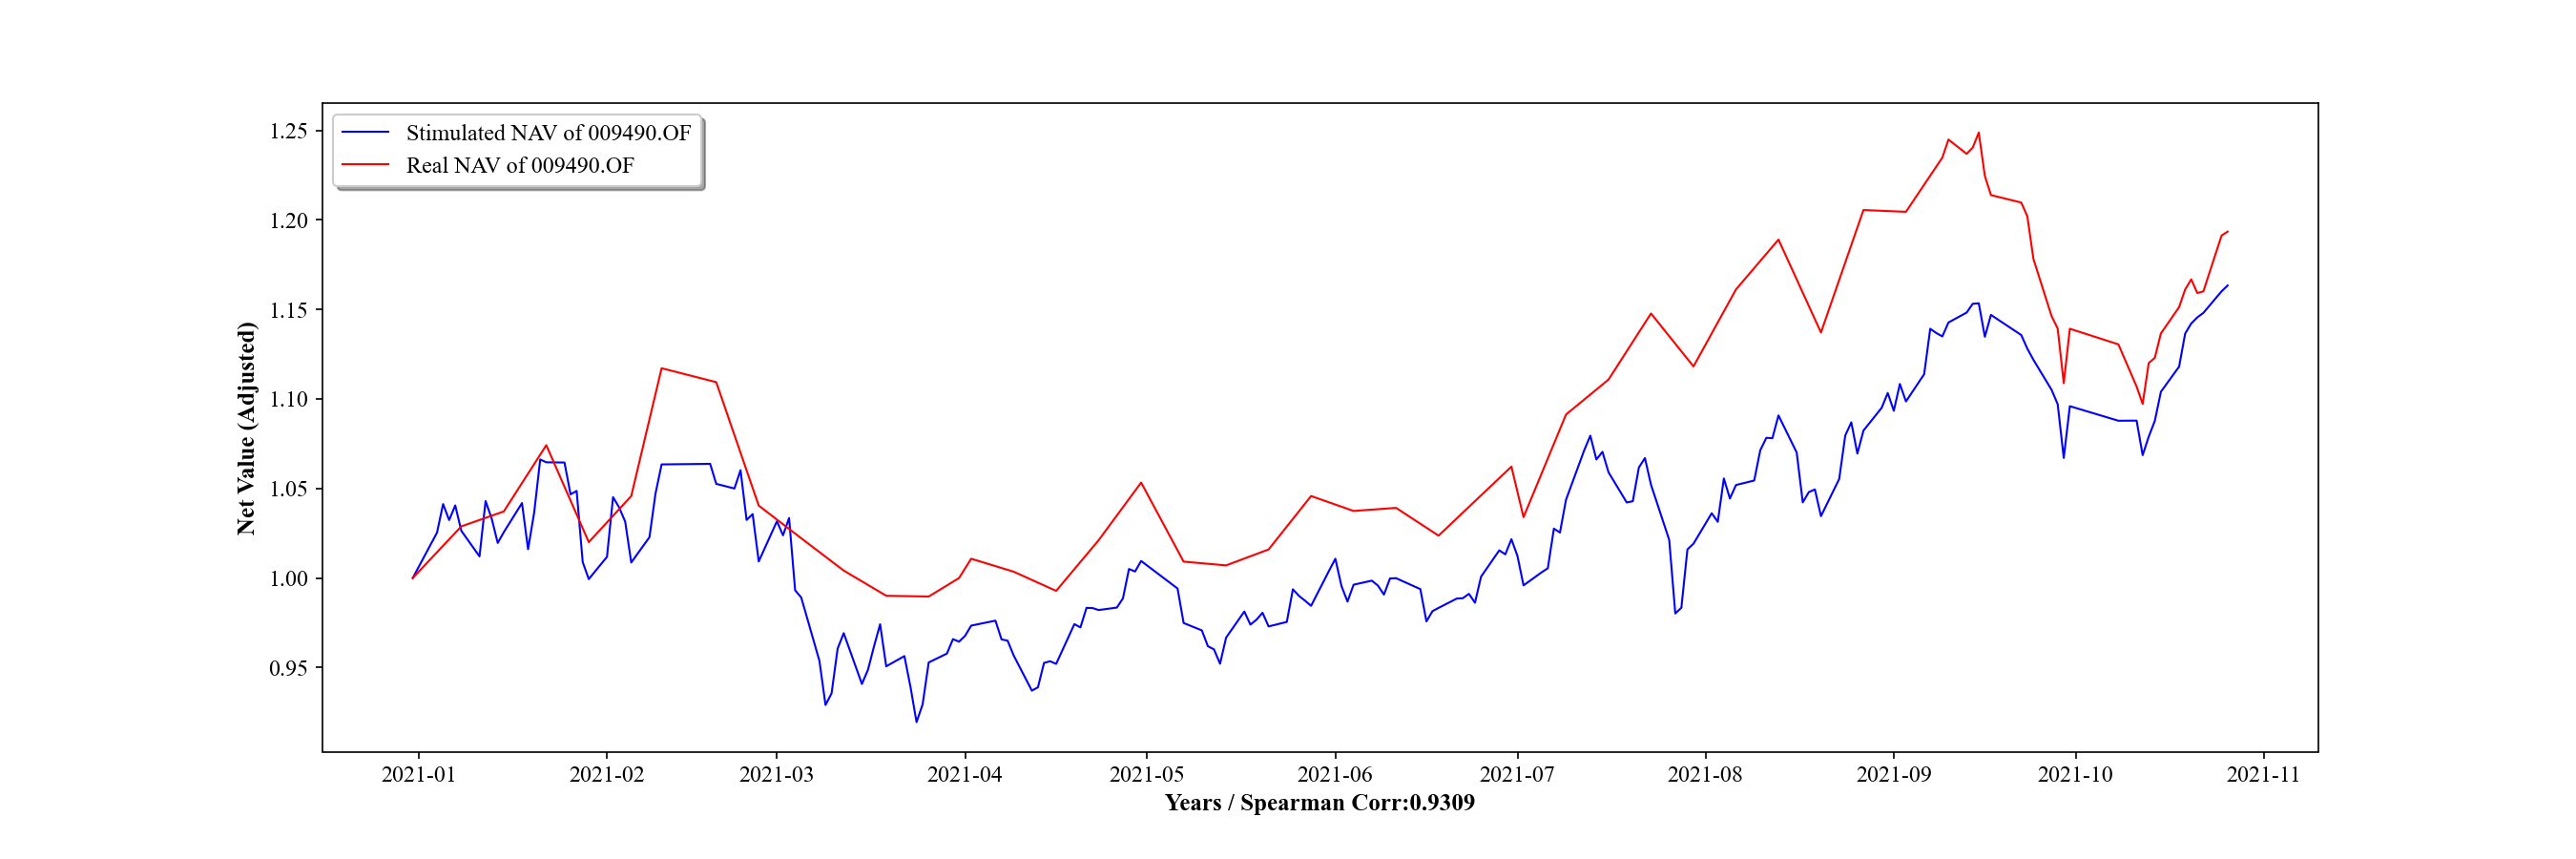 Stimulated NAV of 009490.OF
Real NAV of 009490.OF
1.25
1.20
1.15
1.10
1.05
1.00
0.95
Net Value (Adjusted)
2021-01 2021-02 2021-03 2021-04 2021-05 2021-06 2021-07 2021-08 2021-09 2021-10 2021-11
Years / Spearman Corr:0.9309